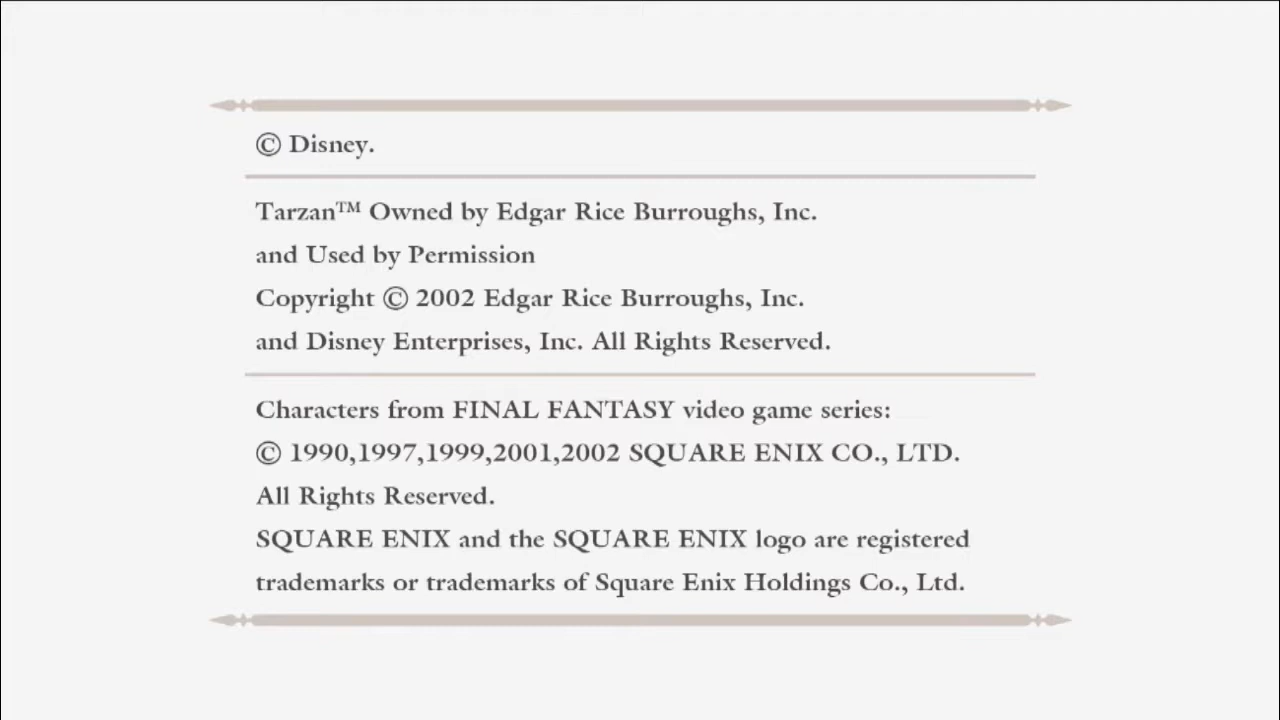 © Disney.
Tarzan™ Owned by Edgar Rice Burroughs, Inc.
and Used by Permission
Copyright © 2002 Edgar Rice Burroughs, Inc.
and Disney Enterprises, Inc. All Rights Reserved.
Characters from FINAL FANTASY video game series:
© 1990,1997,1999,2001,2002 SQUARE ENIX CO., LTD.
All Rights Reserved.
SQUARE ENIX and the SQUARE ENIX logo are registered
trademarks or trademarks of Square Enix Holdings Co., Ltd.